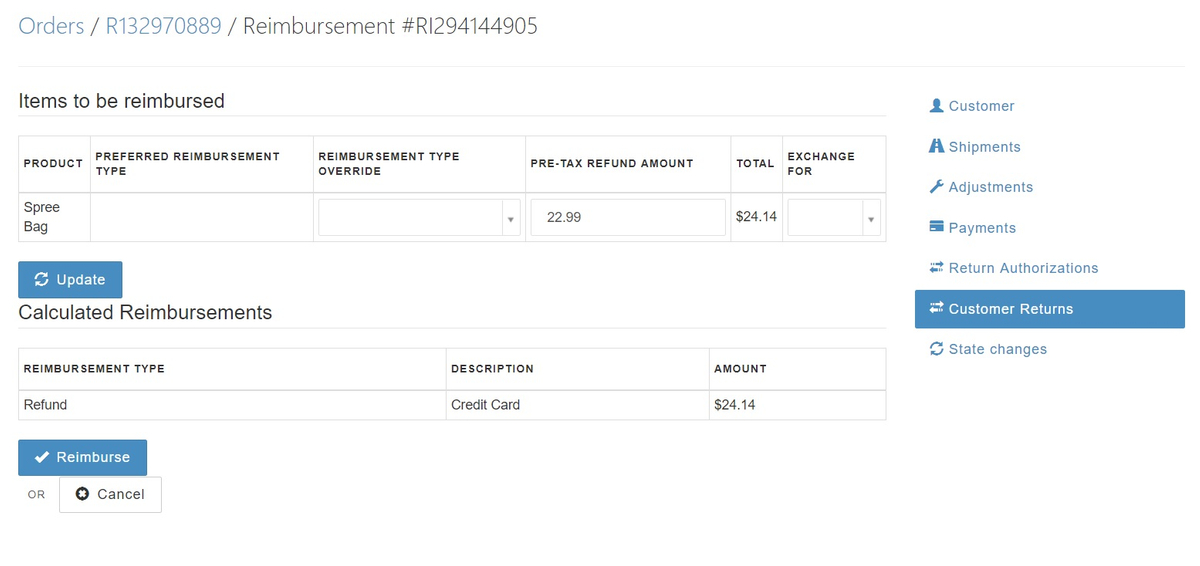 Orders / R132970889 / Reimbursement #RI294144905
Items to be reimbursed
PRODUCT PREFERRED REIMBURSEMENT TYPE REIMBURSEMENT TYPE OVERRIDE PRE-TAX REFUND AMOUNT TOTAL EXCHANGE FOR
Spree Bag 22.99 $24.14
Update
Calculated Reimbursements
REIMBURSEMENT TYPE DESCRIPTION AMOUNT
Refund Credit Card $24.14
Reimburse
OR Cancel
Customer
Shipments
Adjustments
Payments
Return Authorizations
Customer Returns
State changes